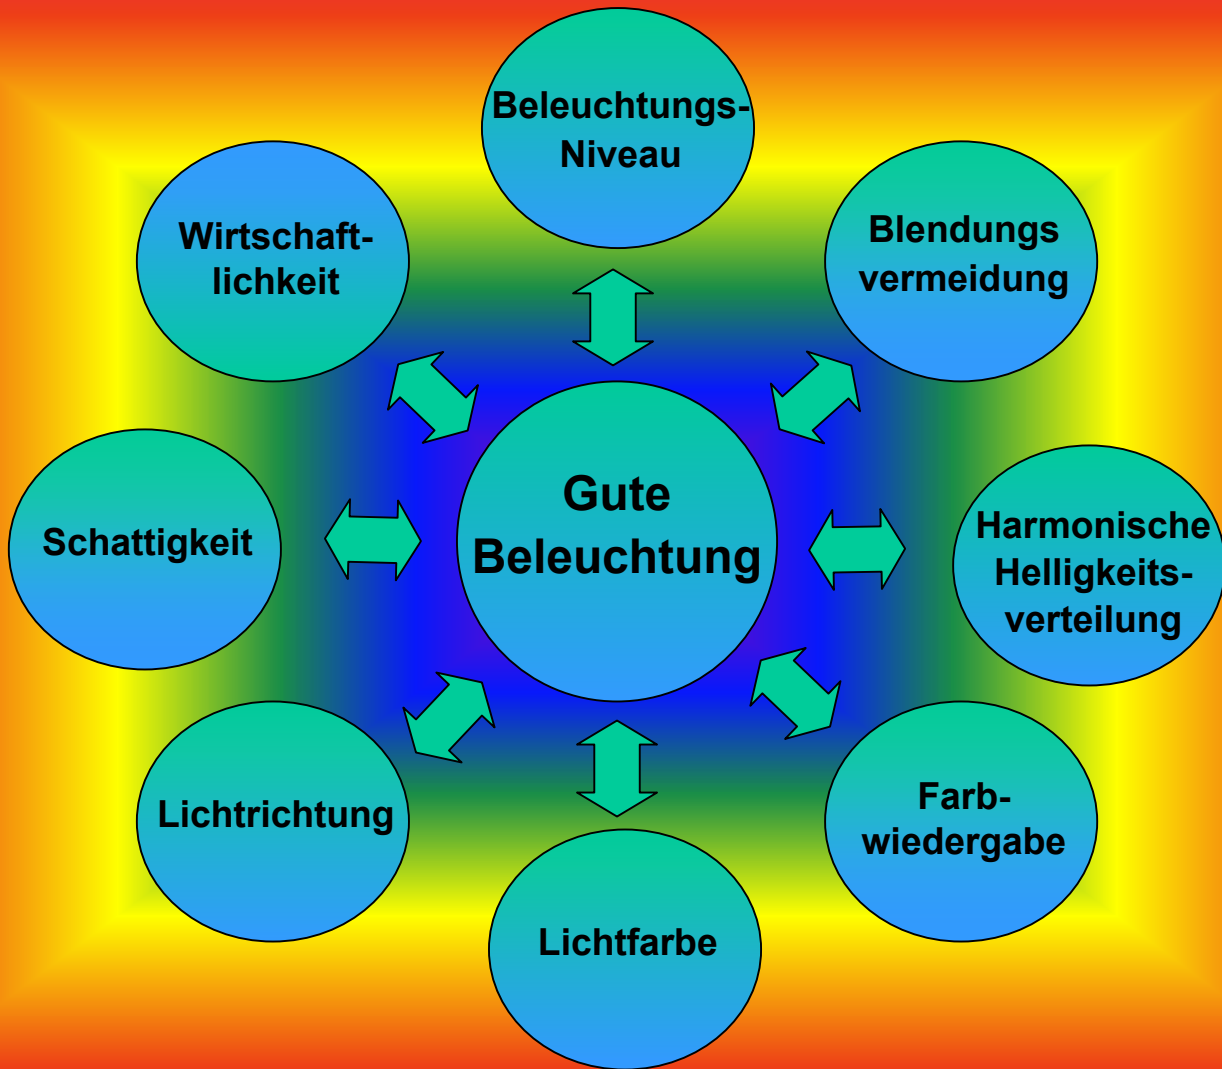 Beleuchtungs-
Niveau
Wirtschaft-
lichkeit
Blendungs
vermeidung
Gute
Beleuchtung
Schattigkeit
Harmonische
Helligkeits-
verteilung
Lichtrichtung
Farb-
wiedergabe
Lichtfarbe